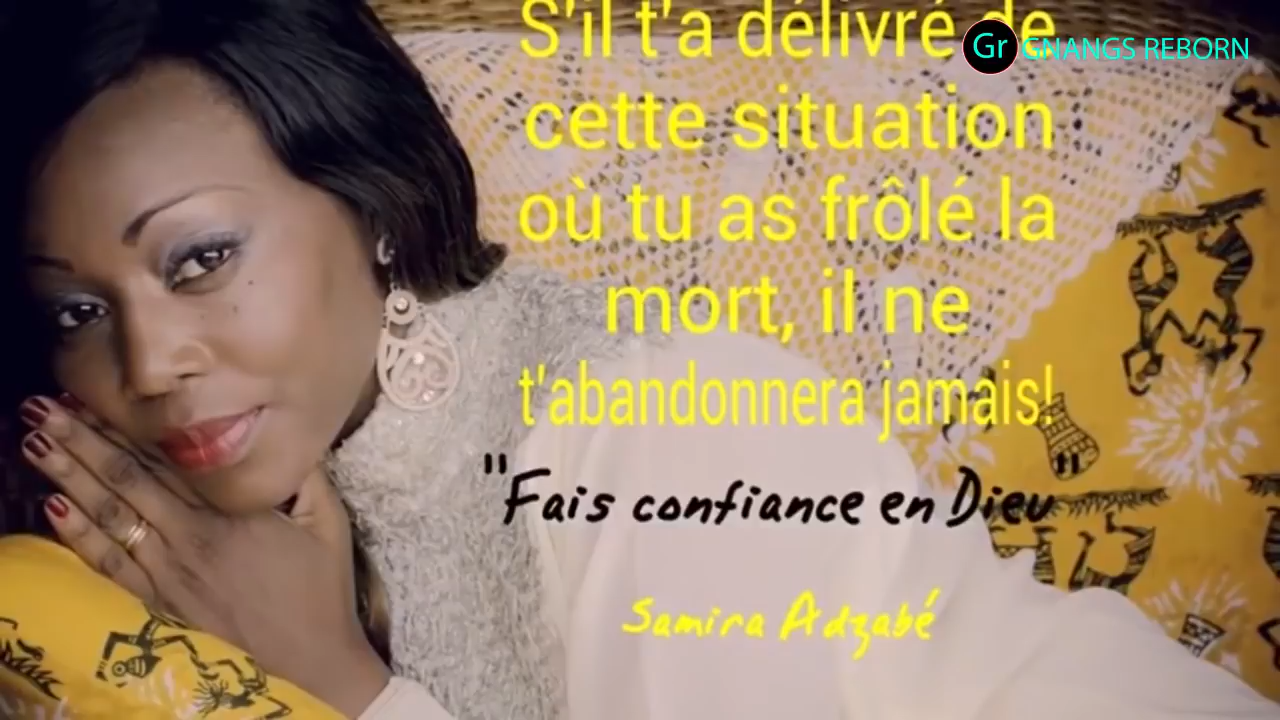 S'il t'a délivré de
Gr GNANGS REBORN
cette situation
où tu as frôlé la
mort, il ne
t'abandonnera jamais!
"Fais confiance en Dieu"
Samira Adzabé